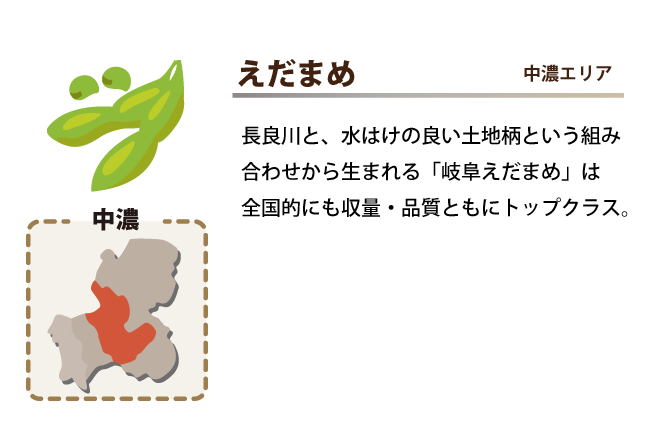 えだまめ
中濃エリア
長良川と、水はけの良い土地柄という組み
合わせから生まれる「岐阜えだまめ」は
全国的にも収量・品質ともにトップクラス。
中濃